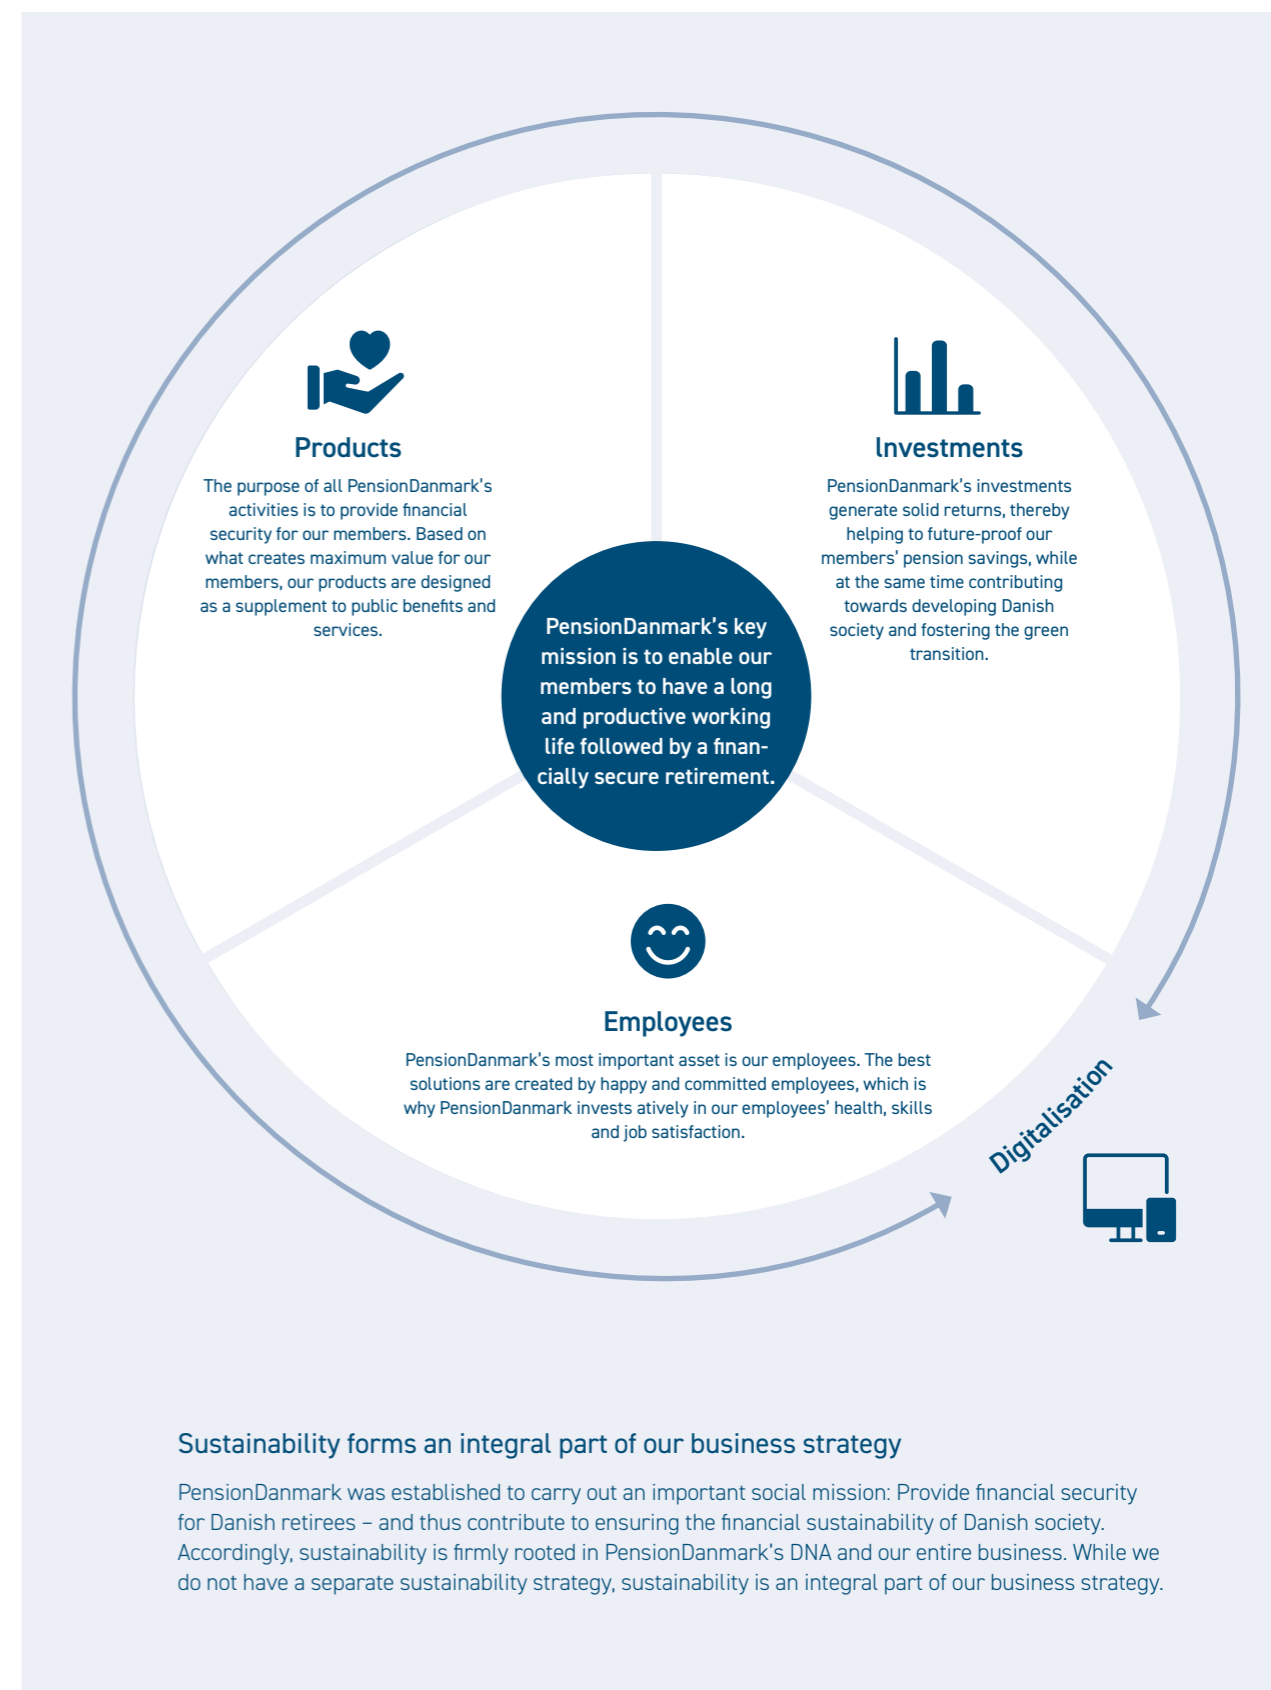 Products
The purpose of all PensionDanmark's
activities is to provide financial
security for our members. Based on
what creates maximum value for our
members, our products are designed
as a supplement to public benefits and
services.
Investments
PensionDanmark's investments
generate solid returns, thereby
helping to future-proof our
members' pension savings, while
at the same time contributing
towards developing Danish
society and fostering the green
transition.
PensionDanmark's key
mission is to enable our
members to have a long
and productive working
life followed by a finan-
cially secure retirement.
Employees
PensionDanmark's most important asset is our employees. The best
solutions are created by happy and committed employees, which is
why PensionDanmark invests atively in our employees' health, skills
and job satisfaction.
Digitalisation
Sustainability forms an integral part of our business strategy
PensionDanmark was established to carry out an important social mission: Provide financial security
for Danish retirees – and thus contribute to ensuring the financial sustainability of Danish society.
Accordingly, sustainability is firmly rooted in PensionDanmark's DNA and our entire business. While we
do not have a separate sustainability strategy, sustainability is an integral part of our business strategy.